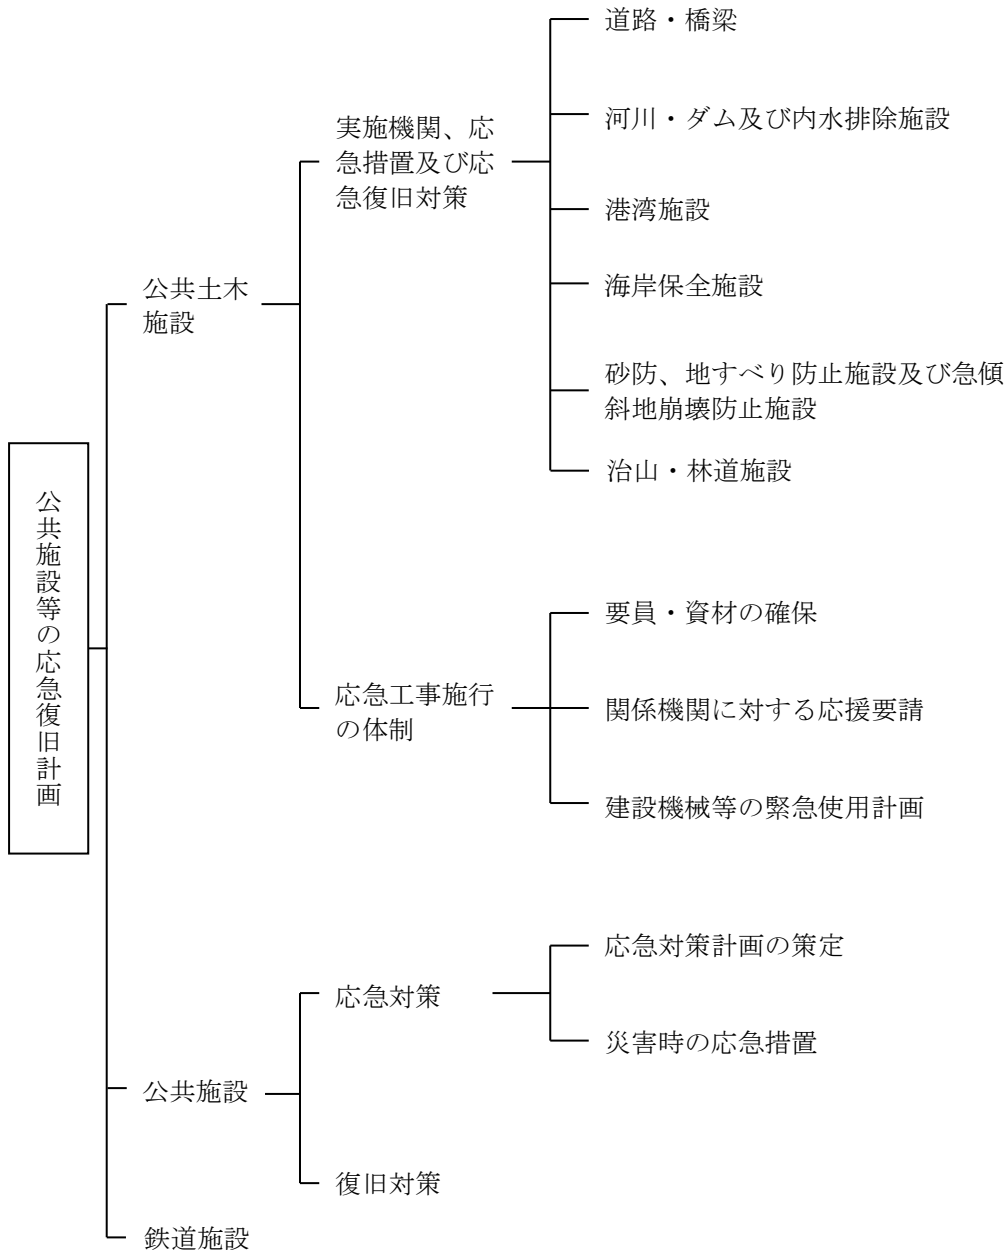 公共施設等の応急復旧計画
公共土木
施設
実施機関、応
急措置及び応
急復旧対策
道路・橋梁
河川・ダム及び内水排除施設
港湾施設
海岸保全施設
砂防、地すべり防止施設及び急傾
斜地崩壊防止施設
治山・林道施設
応急工事施行
の体制
要員・資材の確保
関係機関に対する応援要請
建設機械等の緊急使用計画
公共施設
応急対策
応急対策計画の策定
災害時の応急措置
復旧対策
鉄道施設